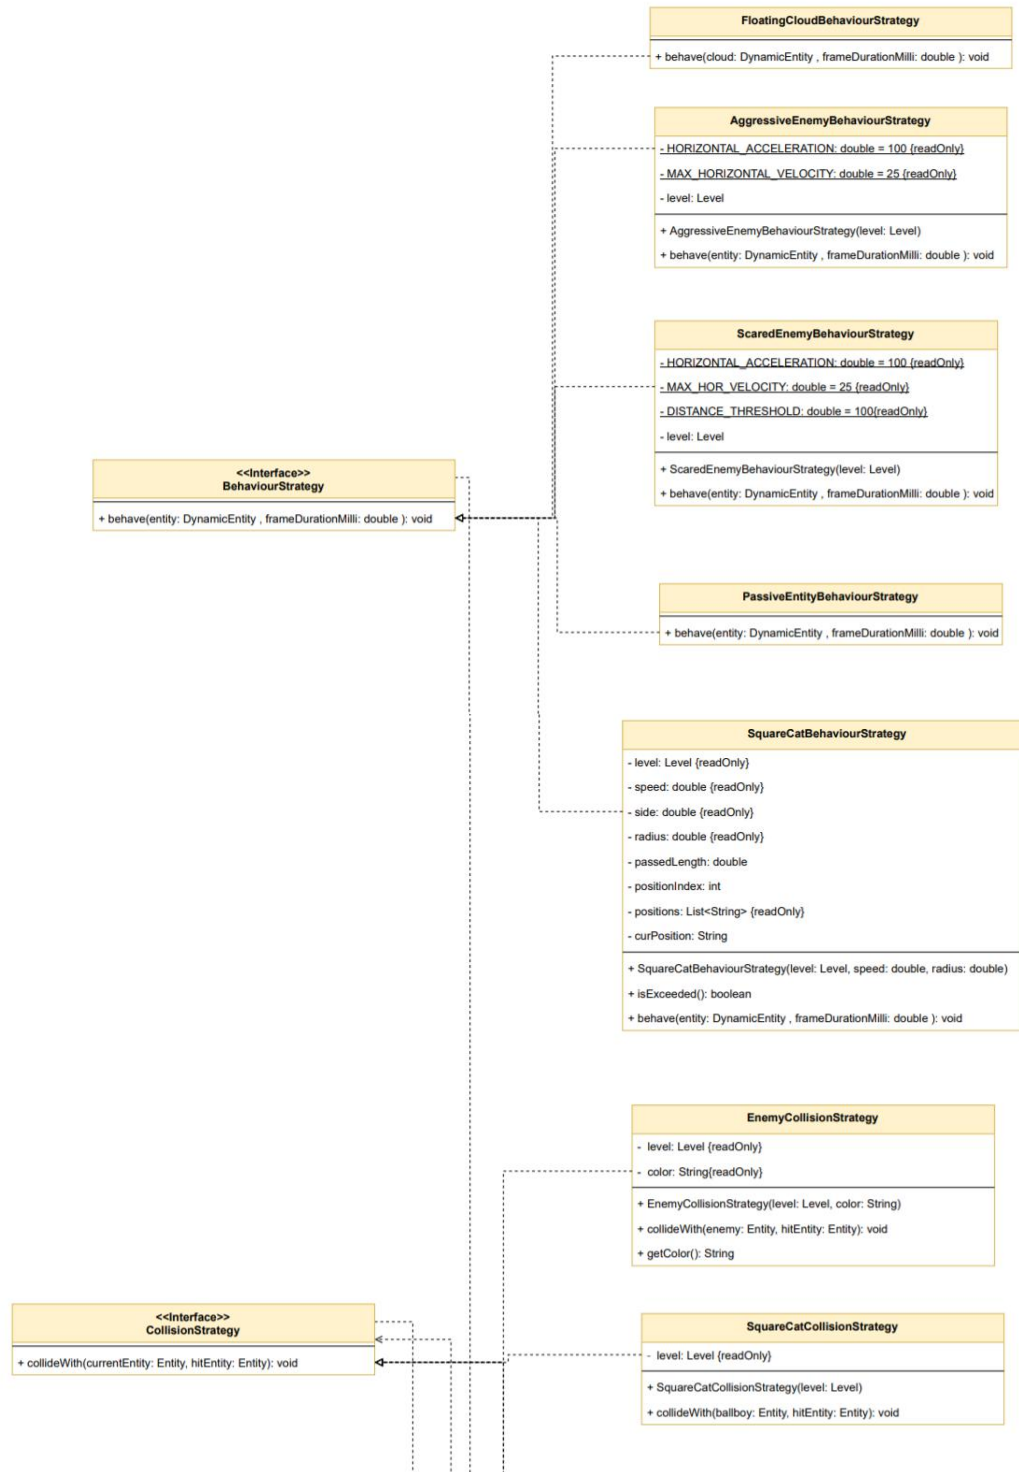 FloatingCloudBehaviourStrategy
+ behave(cloud: DynamicEntity , frameDurationMilli: double ): void
AggressiveEnemyBehaviourStrategy
- HORIZONTAL_ACCELERATION: double = 100 {readOnly}
- MAX_HORIZONTAL_VELOCITY: double = 25 {readOnly}
- level: Level
+ AggressiveEnemyBehaviourStrategy(level: Level)
+ behave(entity: DynamicEntity , frameDurationMilli: double ): void
ScaredEnemyBehaviourStrategy
- HORIZONTAL_ACCELERATION: double = 100 {readOnly}
- MAX_HOR_VELOCITY: double = 25 {readOnly}
- DISTANCE_THRESHOLD: double = 100{readOnly}
- level: Level
+ ScaredEnemyBehaviourStrategy(level: Level)
+ behave(entity: DynamicEntity , frameDurationMilli: double ): void
<<Interface>>
BehaviourStrategy
+ behave(entity: DynamicEntity , frameDurationMilli: double ): void
PassiveEntityBehaviourStrategy
+ behave(entity: DynamicEntity , frameDurationMilli: double ): void
SquareCatBehaviourStrategy
- level: Level {readOnly}
- speed: double {readOnly}
- side: double {readOnly}
- radius: double {readOnly}
- passedLength: double
- positionIndex: int
- positions: List<String> {readOnly}
- curPosition: String
+ SquareCatBehaviourStrategy(level: Level, speed: double, radius: double)
+ isExceeded(): boolean
+ behave(entity: DynamicEntity , frameDurationMilli: double ): void
EnemyCollisionStrategy
- level: Level {readOnly}
- color: String{readOnly}
+ EnemyCollisionStrategy(level: Level, color: String)
+ collideWith(enemy: Entity, hitEntity: Entity): void
+ getColor(): String
<<Interface>>
CollisionStrategy
+ collideWith(currentEntity: Entity, hitEntity: Entity): void
SquareCatCollisionStrategy
- level: Level {readOnly}
+ SquareCatCollisionStrategy(level: Level)
+ collideWith(ballboy: Entity, hitEntity: Entity): void